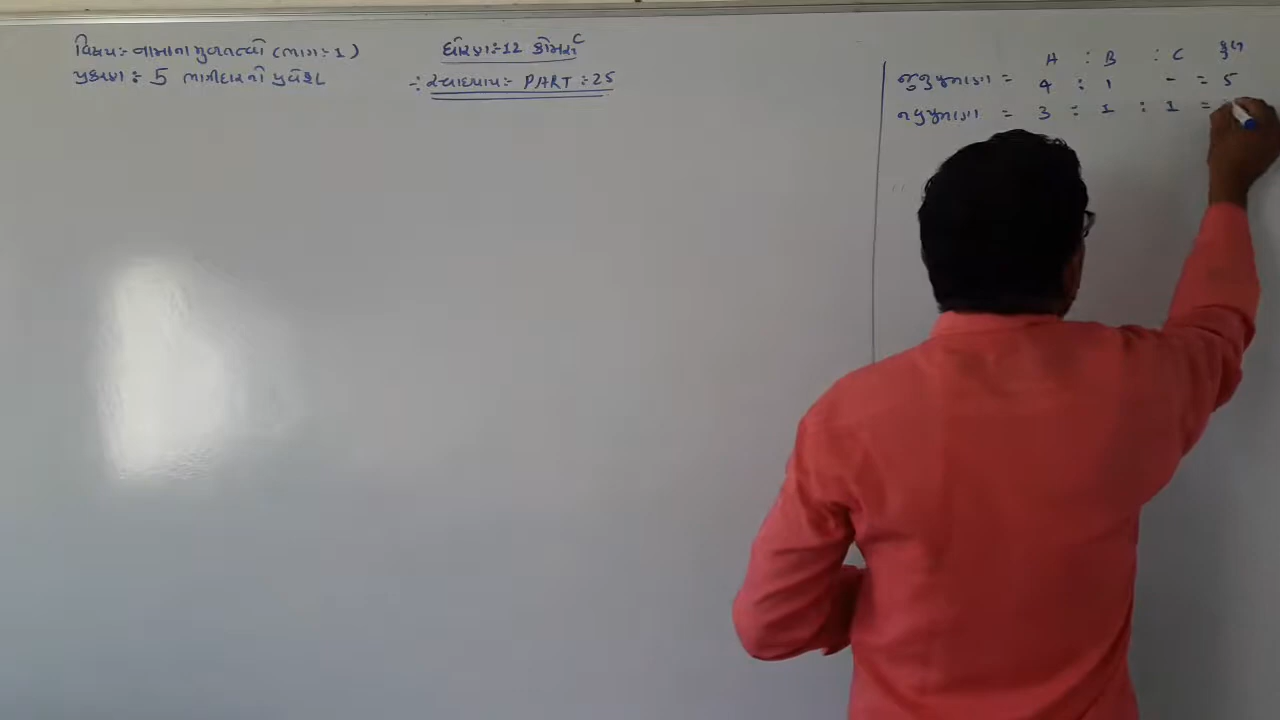 વિષય:- નામાના મુળતત્વો (ભાગ:-1)
પ્રકરણ:- 5 ભાગીદારનો પ્રવેશ
ધોરણ:-12 કોમર્સ
:સ્વાધ્યાય:- PART :25
A : B : C કુલ
જુનુ પ્રમાણ = 4 : 1 - = 5
નવુ પ્રમાણ = 3 : 1 : 1 =